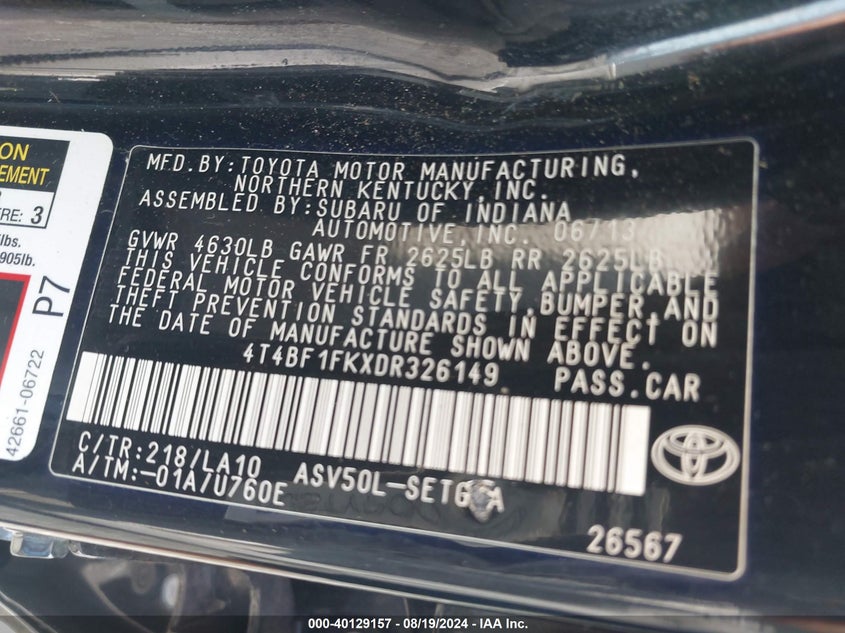 ON
EMENT
RE: 3
lbs.
905lb.
P7
42661-06722
MFD.BY:TOYOTA MOTOR MANUFACTURING,
NORTHERN KENTUCKY,INC.
ASSEMBLED BY:SUBARU OF INDIANA
AUTOMOTIVE,INC. 06/13
GVWR 4630LB GAWR FR 2625LB RR 2625LB
THIS VEHICLE CONFORMS TO ALL APPLICABLE
FEDERAL MOTOR VEHICLE SAFETY,BUMPER,AND
THEFT PREVENTION STANDARDS IN EFFECT ON
THE DATE OF MANUFACTURE SHOWN ABOVE.
4T4BF1FKXDR326149 PASS.CAR
C/TR:218/LA10
A/TM:-01A/U760E
ASV50L-SETG
26567
000-40129157 - 08/19/2024 - IAA Inc.